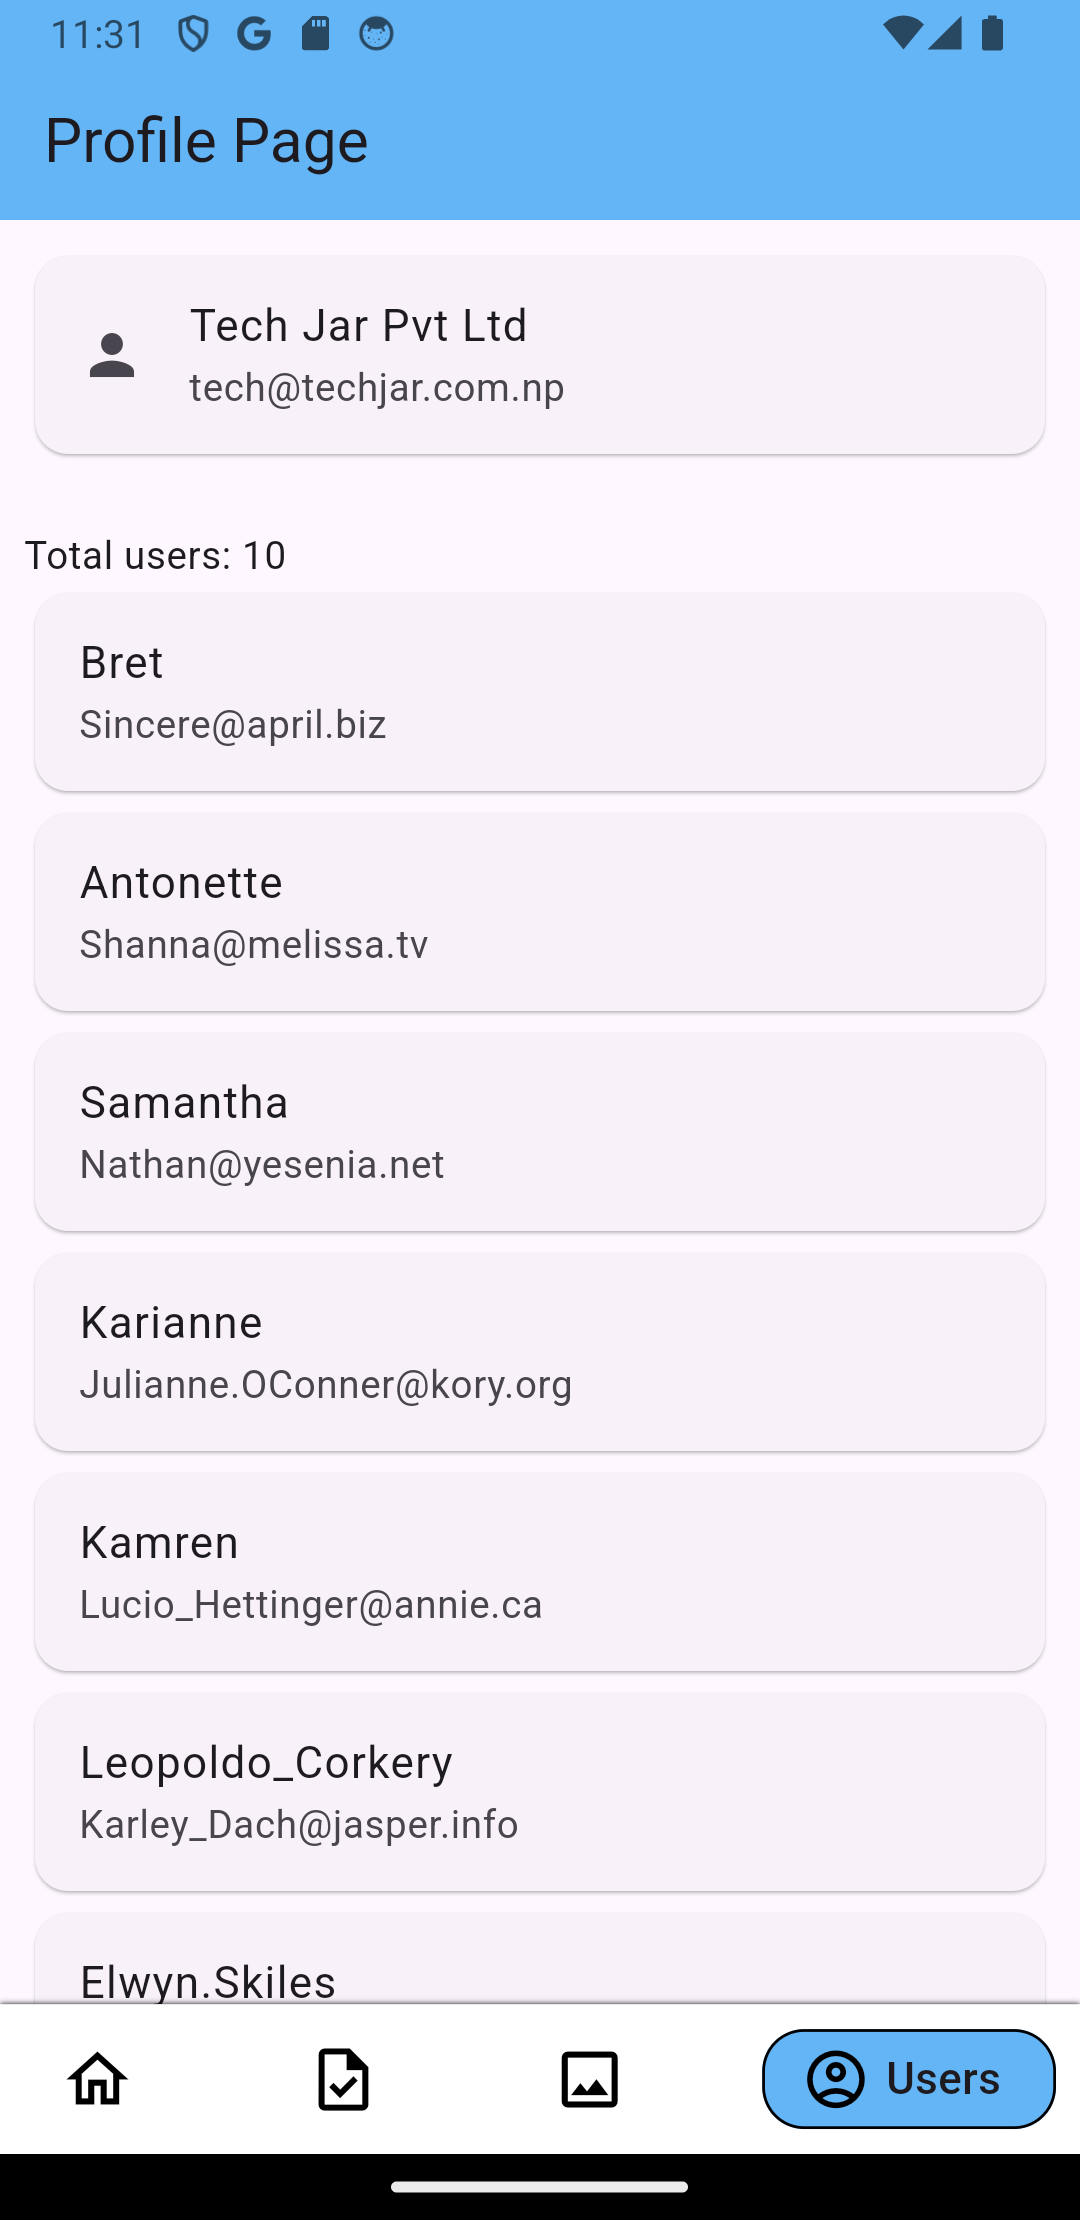 11:31
Profile Page
Tech Jar Pvt Ltd
tech@techjar.com.np
Total users: 10
Bret
Sincere@april.biz
Antonette
Shanna@melissa.tv
Samantha
Nathan@yesenia.net
Karianne
Julianne.OConner@kory.org
Kamren
Lucio_Hettinger@annie.ca
Leopoldo_Corkery
Karley_Dach@jasper.info
Elwyn.Skiles
Users